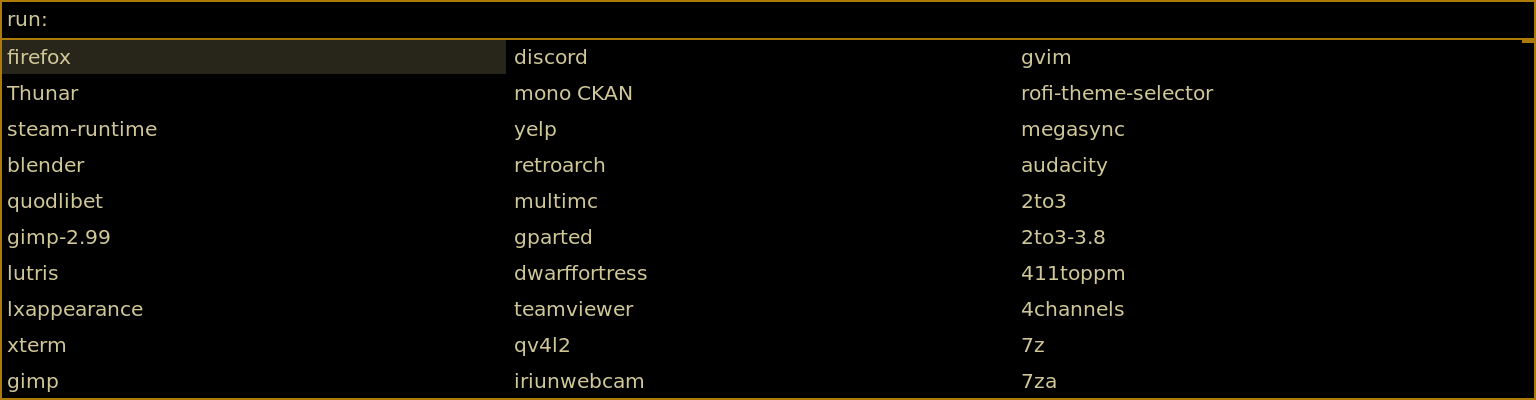 run:
firefox
Thunar
steam-runtime
blender
quodlibet
gimp-2.99
lutris
lxappearance
xterm
gimp
discord
mono CKAN
yelp
retroarch
multimc
gparted
dwarffortress
teamviewer
qv4l2
iriunwebcam
gvim
rofi-theme-selector
megasync
audacity
2to3
2to3-3.8
411toppm
4channels
7z
7za